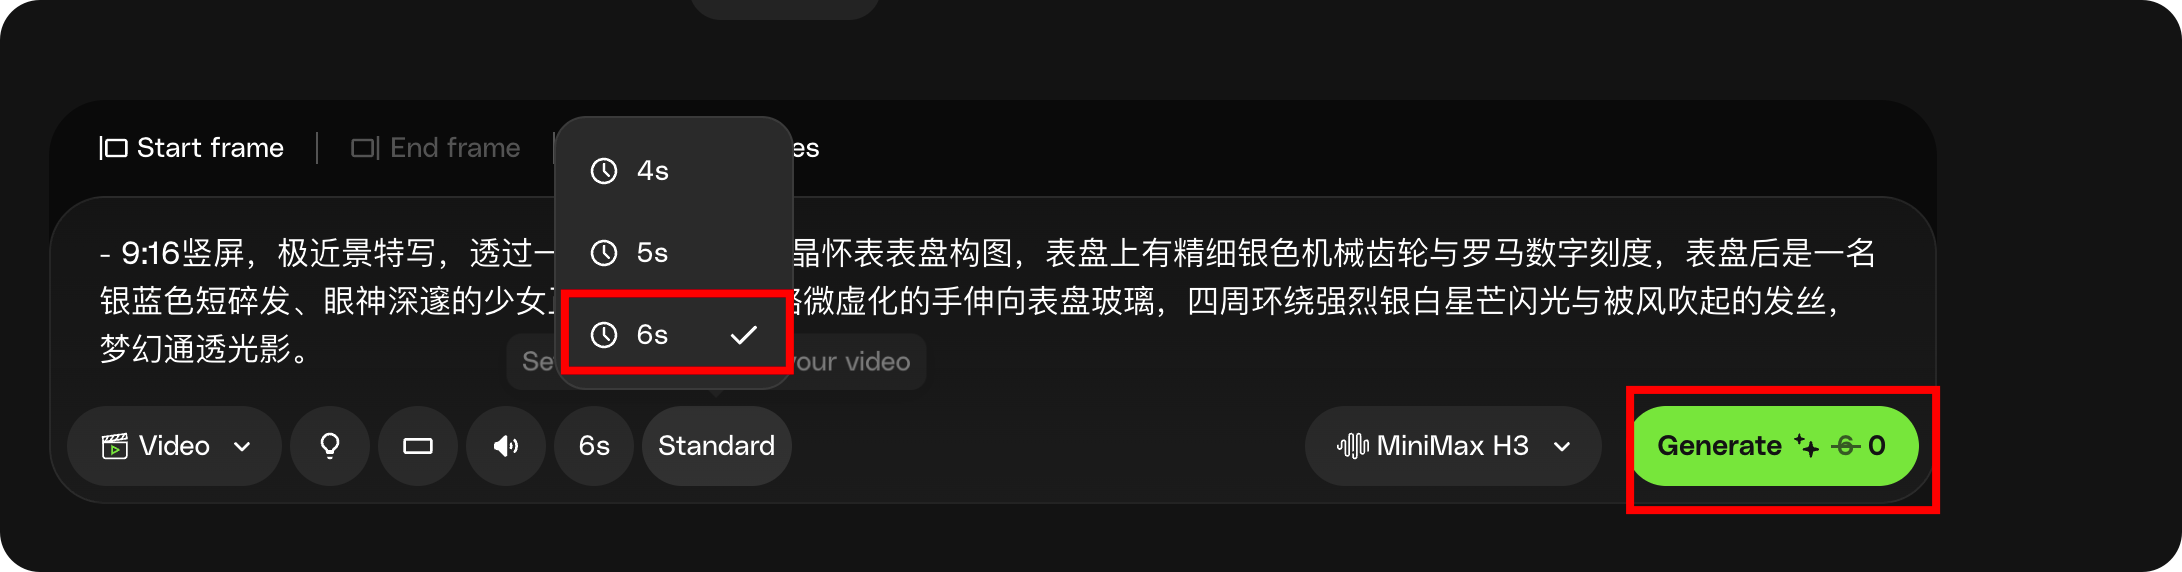 Start frame
End frame
es
4s
5s
6s
- 9:16竖屏，极近景特写，透过一
晶怀表表盘构图，表盘上有精细银色机械齿轮与罗马数字刻度，表盘后是一名
银蓝色短碎发、眼神深邃的少女
微虚化的手伸向表盘玻璃，四周环绕强烈银白星芒闪光与被风吹起的发丝，
梦幻通透光影。
Se
your video
Video
6s
Standard
MiniMax H3
Generate 6 0